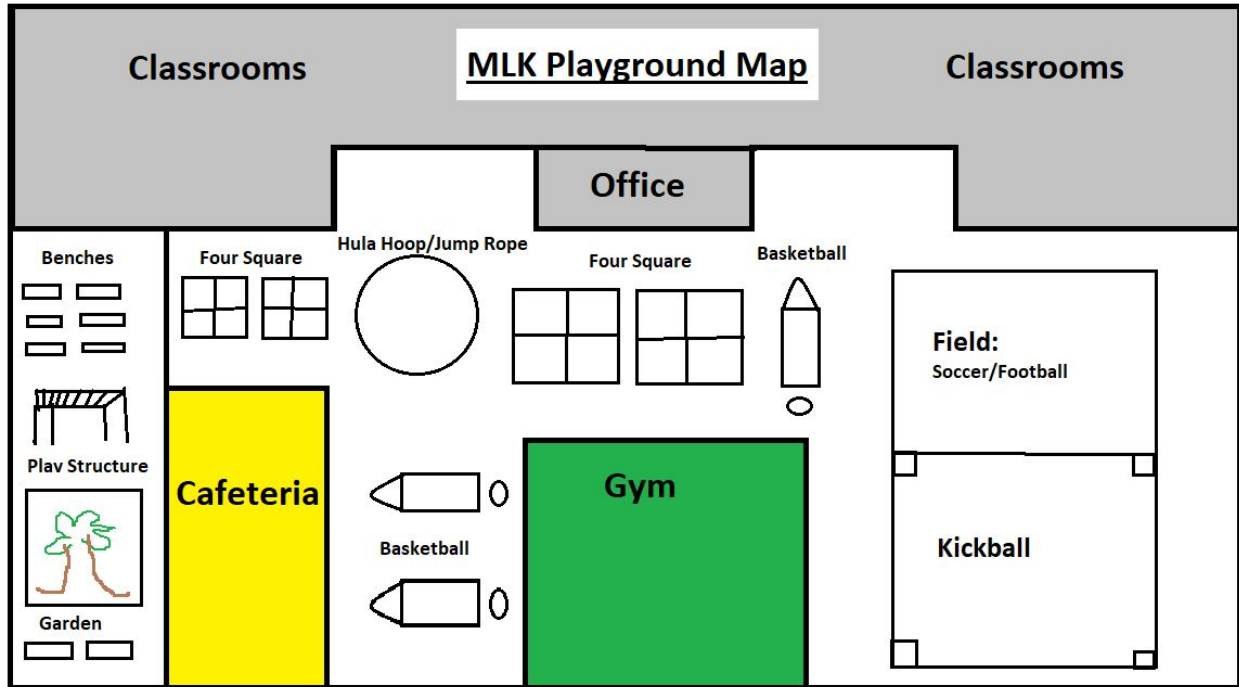 MLK Playground Map
Classrooms
Classrooms
Office
Benches
Four Square
Hula Hoop/Jump Rope
Four Square
Basketball
Field:
Soccer/Football
Plav Structure
Cafeteria
Gym
Basketball
Kickball
Garden